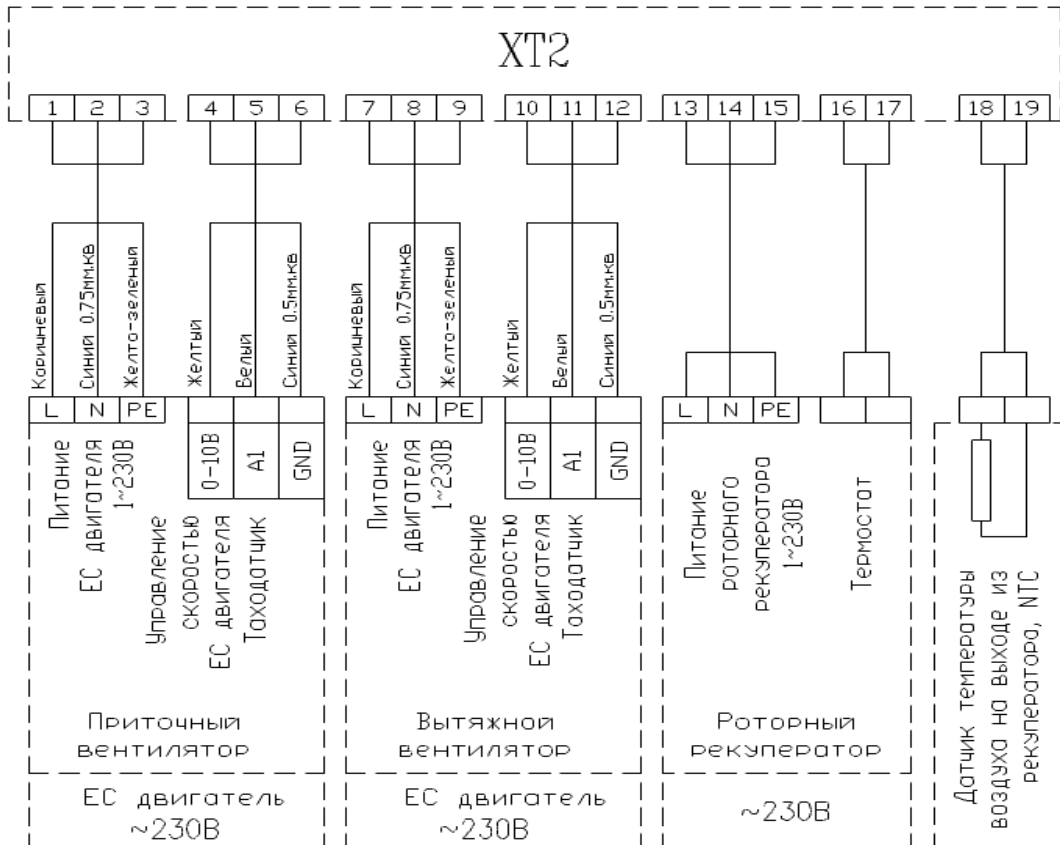 XT2
1 2 3 4 5 6 7 8 9 10 11 12 13 14 15 16 17 18 19
Коричневый
Синий 0.75мм.кв
Желто-зеленый
Желтый
Белый
Синий 0.5мм.кв
Коричневый
Синий 0.75мм.кв
Желто-зеленый
Желтый
Белый
Синий 0.5мм.кв
L N PE
L N PE
L N PE
0-10В
A1
GND
0-10В
A1
GND
Питание
ЕС двигателя
1~230В
Управление
скоростью
ЕС двигателя
Таходатчик
Питание
ЕС двигателя
1~230В
Управление
скоростью
ЕС двигателя
Таходатчик
Питание
роторного
рекуператора
1~230В
Термостат
Датчик температуры
воздуха на выходе из
рекуператора, NTC
Приточный
вентилятор
Вытяжной
вентилятор
Роторный
рекуператор
ЕС двигатель
~230В
ЕС двигатель
~230В
~230В